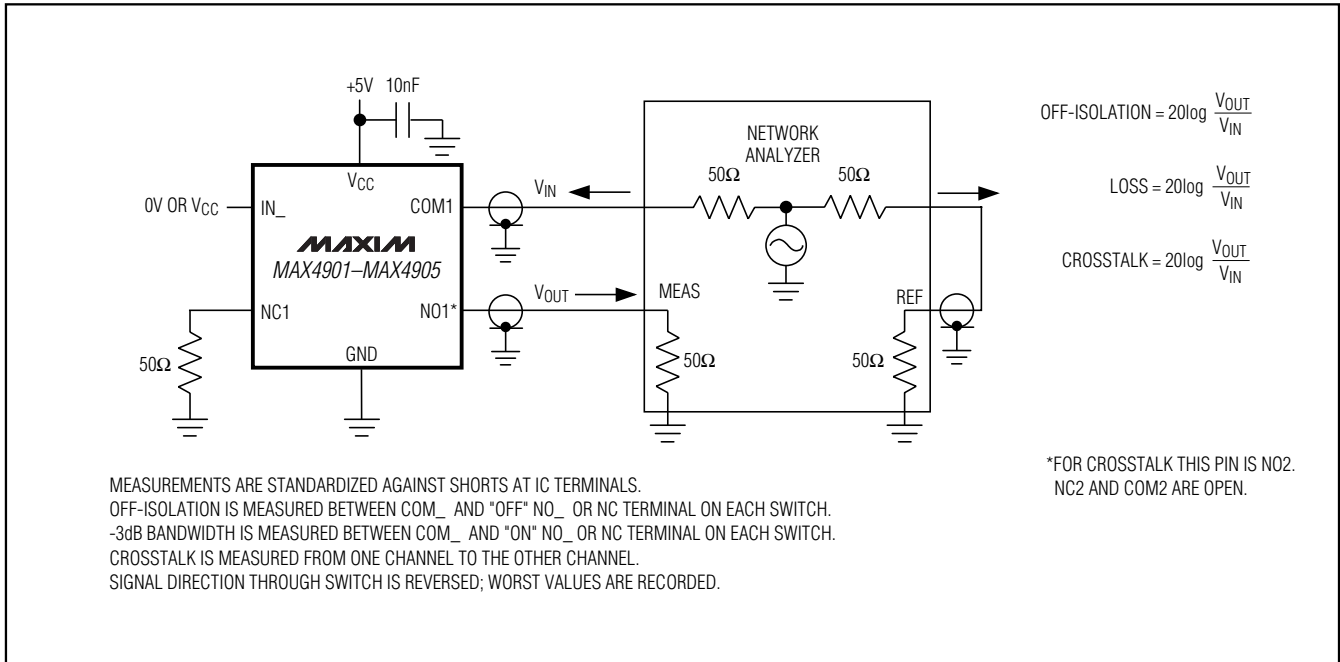 +5V 10nF
VCC
0V OR VCC
IN_
COM1
MAXIM
MAX4901–MAX4905
NC1
NO1*
GND
50Ω
VIN
VOUT
NETWORK
ANALYZER
50Ω
50Ω
MEAS
REF
50Ω
50Ω
OFF-ISOLATION = 20log VOUT
VIN
LOSS = 20log VOUT
VIN
CROSSTALK = 20log VOUT
VIN
*FOR CROSSTALK THIS PIN IS NO2.
NC2 AND COM2 ARE OPEN.
MEASUREMENTS ARE STANDARDIZED AGAINST SHORTS AT IC TERMINALS.
OFF-ISOLATION IS MEASURED BETWEEN COM_ AND "OFF" NO_ OR NC TERMINAL ON EACH SWITCH.
-3dB BANDWIDTH IS MEASURED BETWEEN COM_ AND "ON" NO_ OR NC TERMINAL ON EACH SWITCH.
CROSSTALK IS MEASURED FROM ONE CHANNEL TO THE OTHER CHANNEL.
SIGNAL DIRECTION THROUGH SWITCH IS REVERSED; WORST VALUES ARE RECORDED.